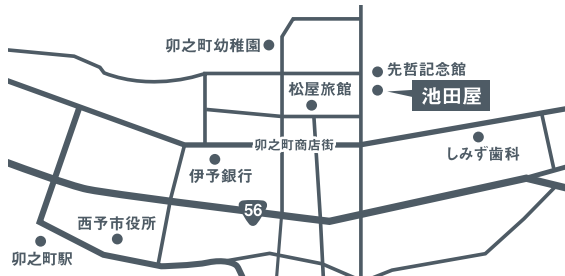 卯之町幼稚園
先哲記念館
松屋旅館
池田屋
卯之町商店街
しみず歯科
伊予銀行
56
西予市役所
卯之町駅